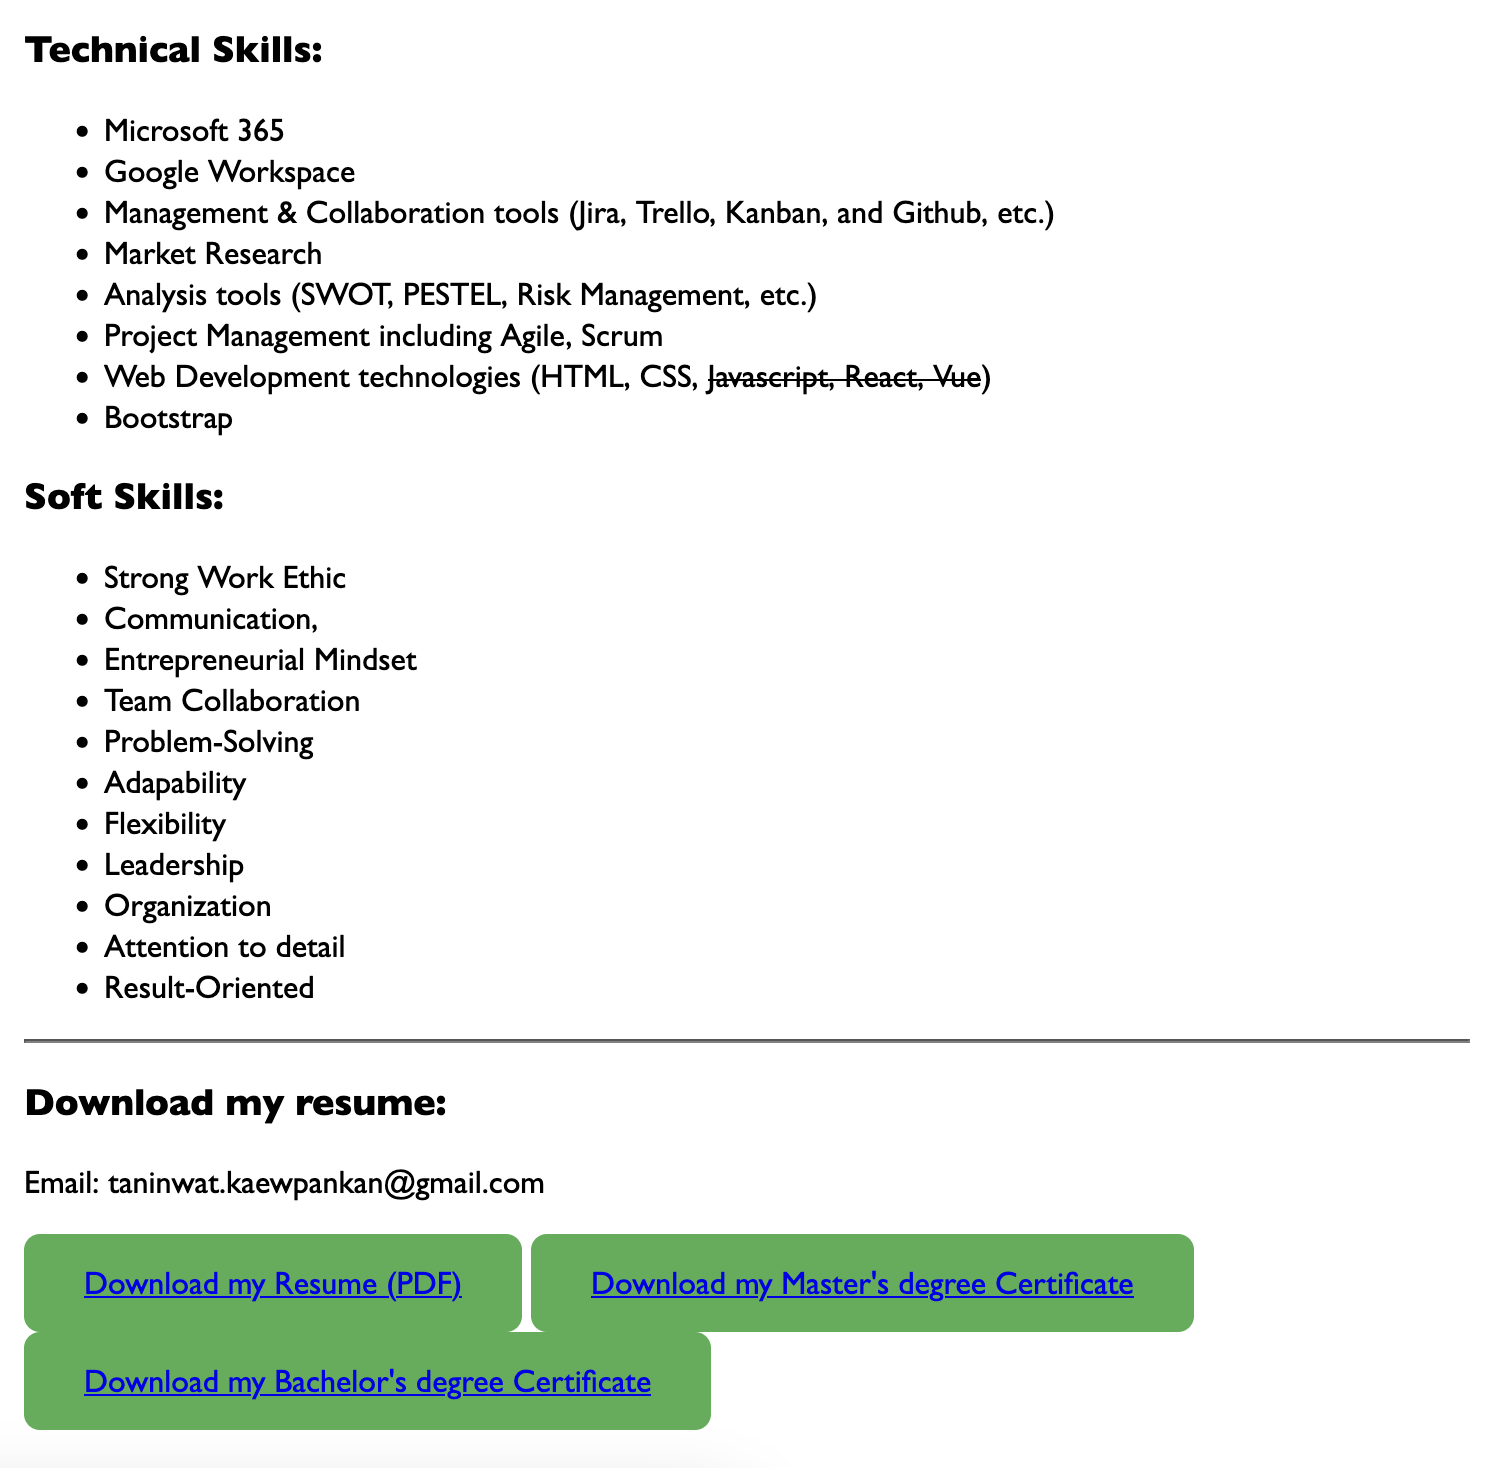 Technical Skills:
Microsoft 365
Google Workspace
Management & Collaboration tools (Jira, Trello, Kanban, and Github, etc.)
Market Research
Analysis tools (SWOT, PESTEL, Risk Management, etc.)
Project Management including Agile, Scrum
Web Development technologies (HTML, CSS, Javascript, React, Vue)
Bootstrap
Soft Skills:
Strong Work Ethic
Communication,
Entrepreneurial Mindset
Team Collaboration
Problem-Solving
Adapability
Flexibility
Leadership
Organization
Attention to detail
Result-Oriented
Download my resume:
Email: taninwat.kaewpankan@gmail.com
Download my Resume (PDF) Download my Master's degree Certificate
Download my Bachelor's degree Certificate